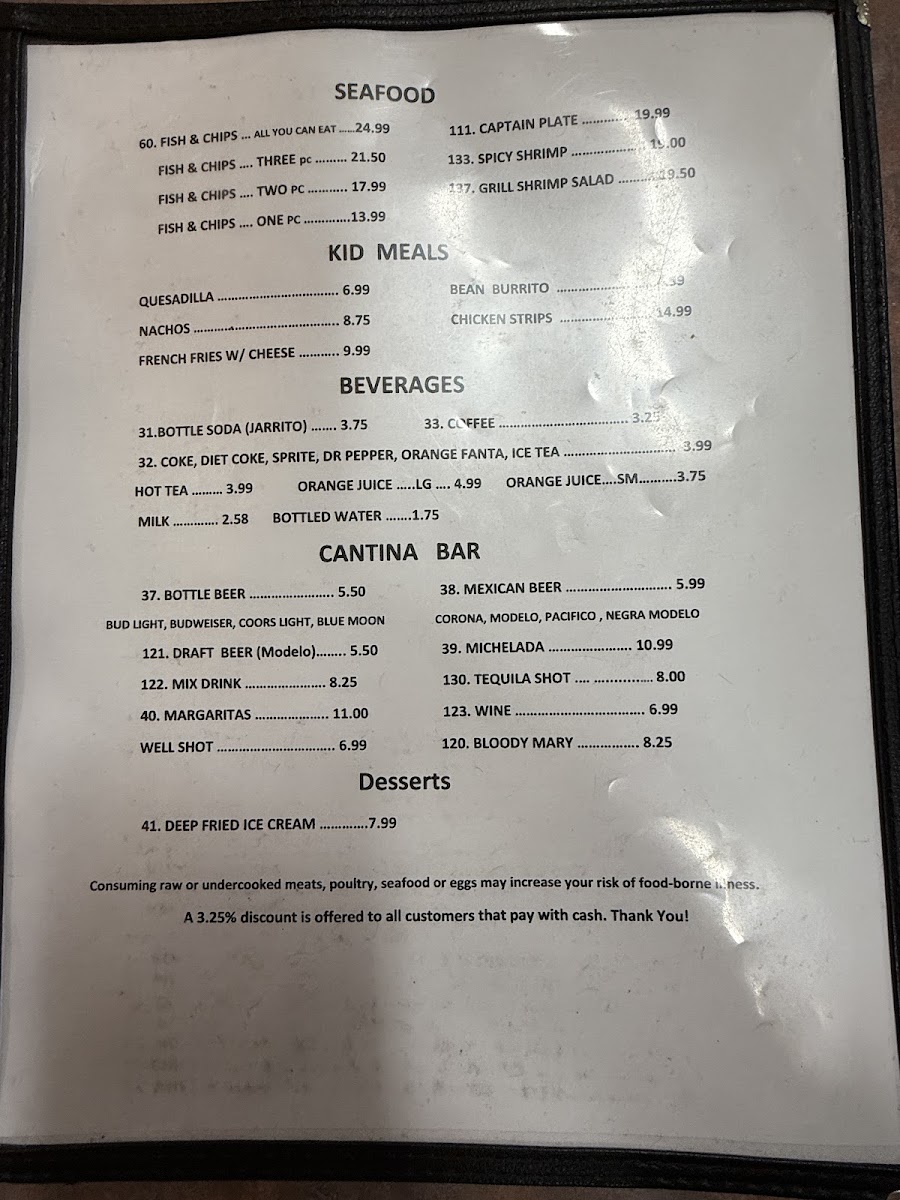 SEAFOOD
60. FISH & CHIPS ... ALL YOU CAN EAT ......24.99
111. CAPTAIN PLATE ............ 19.99
FISH & CHIPS .... THREE pc ......... 21.50
133. SPICY SHRIMP ................... .00
FISH & CHIPS .... TWO PC ........... 17.99
137. GRILL SHRIMP SALAD ......... 19.50
FISH & CHIPS .... ONE PC .............13.99
KID MEALS
QUESADILLA .................................. 6.99
BEAN BURRITO ........................
NACHOS ......................................... 8.75
CHICKEN STRIPS ........................ 14.99
FRENCH FRIES W/ CHEESE ........... 9.99
BEVERAGES
31.BOTTLE SODA (JARRITO) ....... 3.75
33. COFFEE .................................... 3.25
32. COKE, DIET COKE, SPRITE, DR PEPPER, ORANGE FANTA, ICE TEA ............................... 3.99
HOT TEA ......... 3.99 ORANGE JUICE .....LG .... 4.99 ORANGE JUICE....SM..........3.75
MILK ............. 2.58 BOTTLED WATER .......1.75
CANTINA BAR
37. BOTTLE BEER ........................ 5.50
38. MEXICAN BEER .............................. 5.99
BUD LIGHT, BUDWEISER, COORS LIGHT, BLUE MOON
CORONA, MODELO, PACIFICO , NEGRA MODELO
121. DRAFT BEER (Modelo)........ 5.50
39. MICHELADA ....................... 10.99
122. MIX DRINK ....................... 8.25
130. TEQUILA SHOT .... ................ 8.00
40. MARGARITAS ..................... 11.00
123. WINE .................................... 6.99
WELL SHOT ................................. 6.99
120. BLOODY MARY ................. 8.25
Desserts
41. DEEP FRIED ICE CREAM .............7.99
Consuming raw or undercooked meats, poultry, seafood or eggs may increase your risk of food-borne illness.
A 3.25% discount is offered to all customers that pay with cash. Thank You!